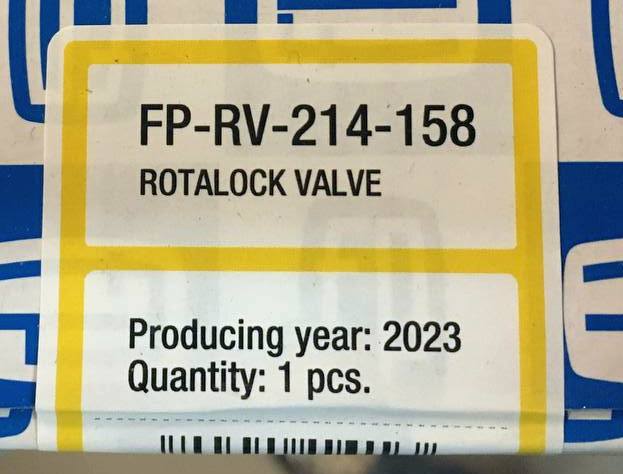 FP-RV-214-158
ROTALOCK VALVE
Producing year: 2023
Quantity: 1 pcs.